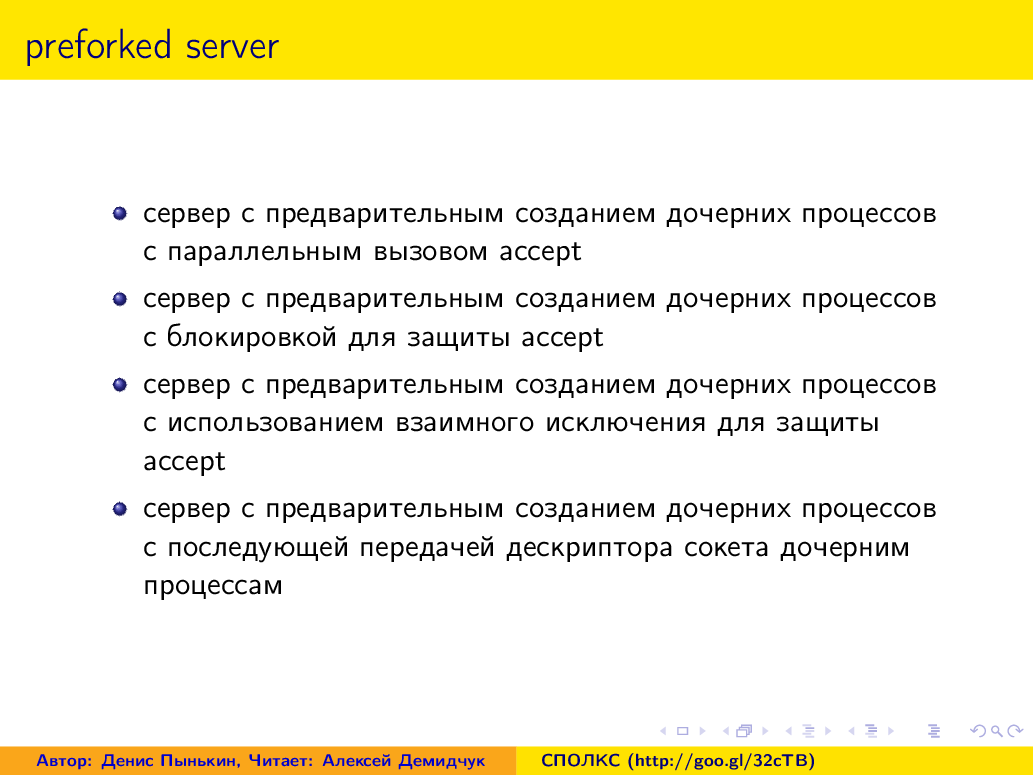 preforked server
сервер с предварительным созданием дочерних процессов
с параллельным вызовом accept
сервер с предварительным созданием дочерних процессов
с блокировкой для защиты accept
сервер с предварительным созданием дочерних процессов
с использованием взаимного исключения для защиты
accept
сервер с предварительным созданием дочерних процессов
с последующей передачей дескриптора сокета дочерним
процессам
Автор: Денис Пынькин, Читает: Алексей Демидчук
СПОЛКС (http://goo.gl/32cTB)